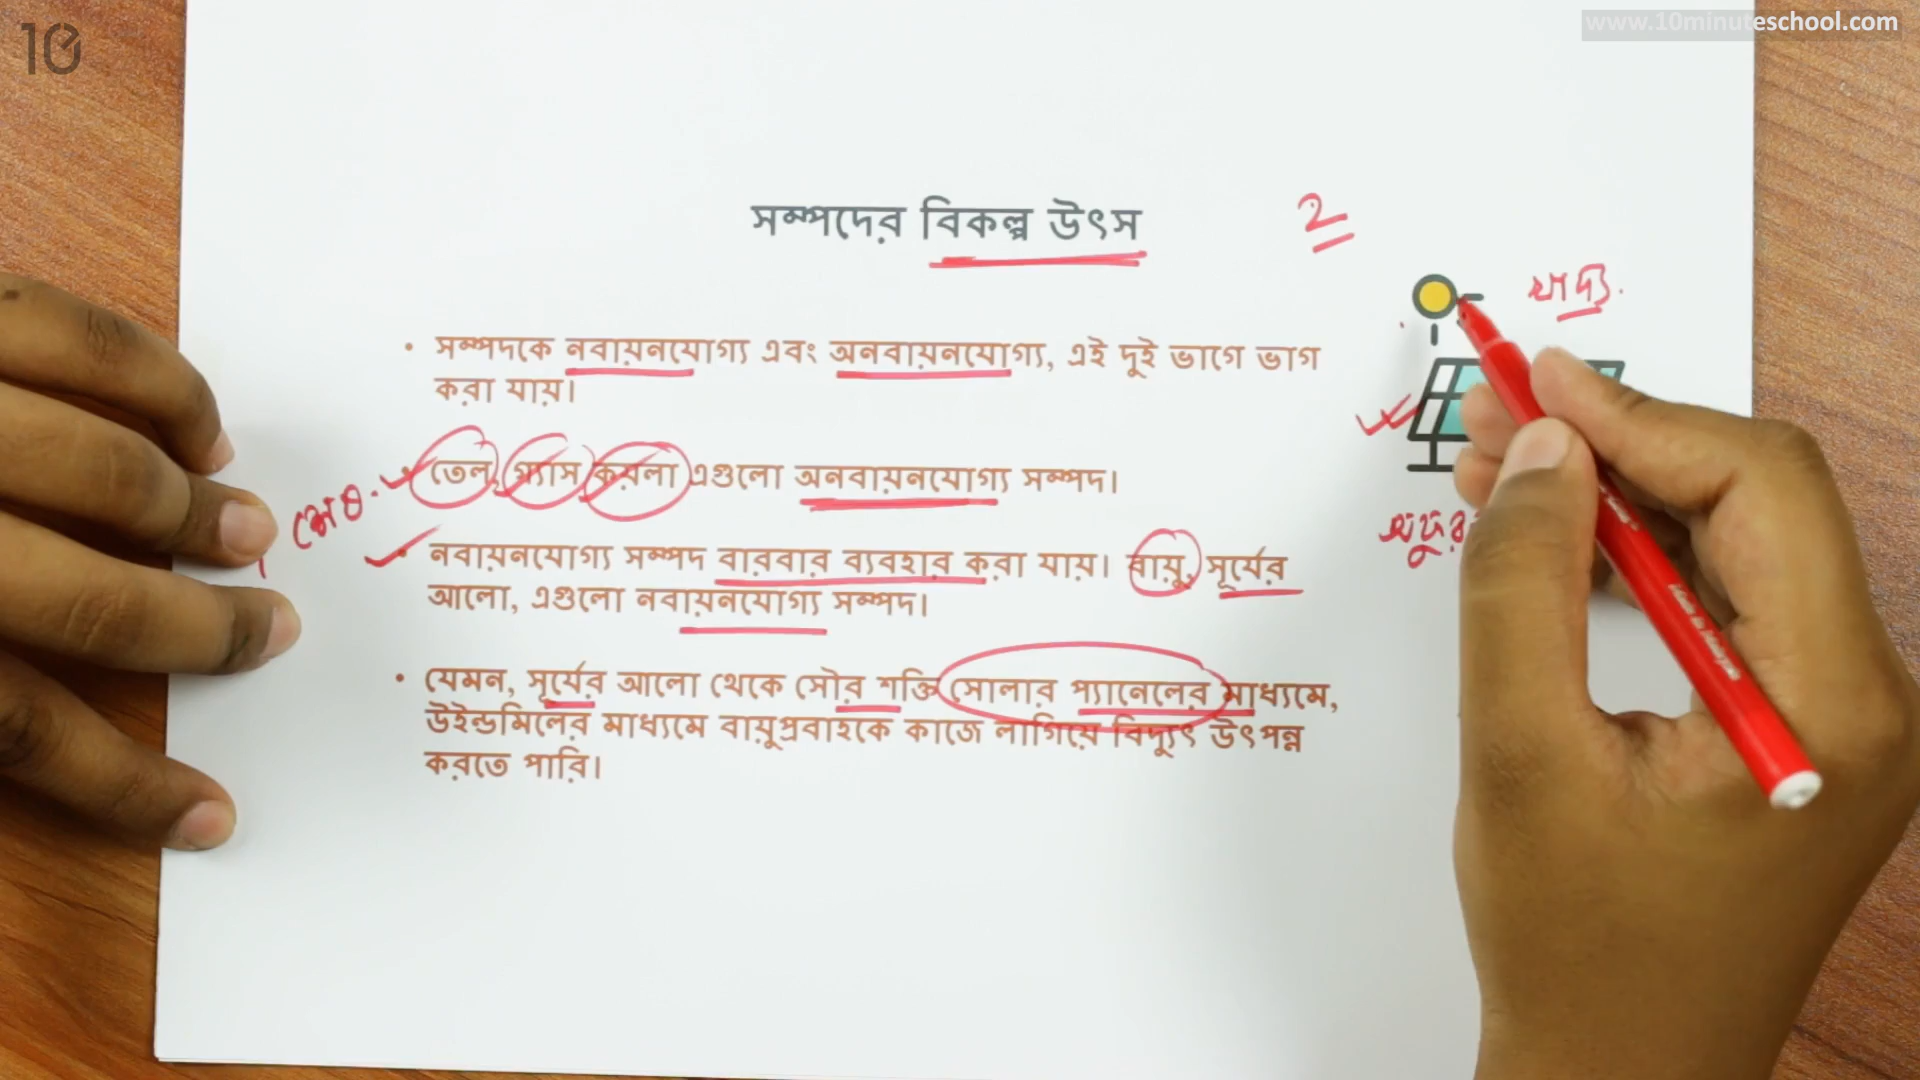 10
www.10minuteschool.com
সম্পদের বিকল্প উৎস
2
খাদ্য.
• সম্পদকে নবায়নযোগ্য এবং অনবায়নযোগ্য, এই দুই ভাগে ভাগ
করা যায়।
তেল, গ্যাস, কয়লা এগুলো অনবায়নযোগ্য সম্পদ।
শেষ.
নবায়নযোগ্য সম্পদ বারবার ব্যবহার করা যায়। বায়ু, সূর্যের
আলো, এগুলো নবায়নযোগ্য সম্পদ।
• যেমন, সূর্যের আলো থেকে সৌর শক্তি সোলার প্যানেলের মাধ্যমে,
উইন্ডমিলের মাধ্যমে বায়ুপ্রবাহকে কাজে লাগিয়ে বিদ্যুৎ উৎপন্ন
করতে পারি।